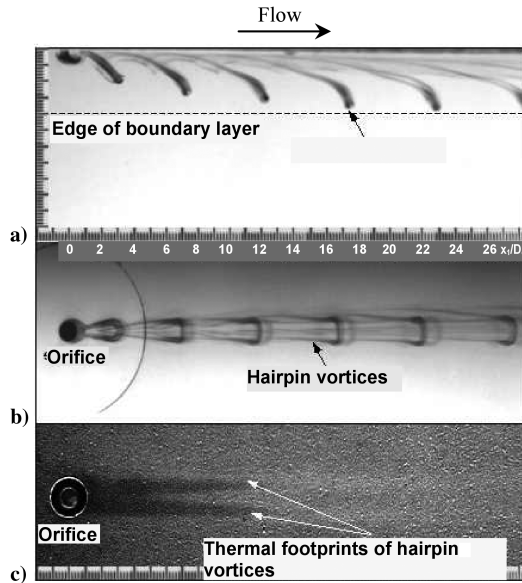 Flow
a)
Edge of boundary layer
0 2 4 6 8 10 12 14 16 18 20 22 24 26 x₁/D
b)
Orifice
Hairpin vortices
Orifice
Thermal footprints of hairpin
vortices
c)